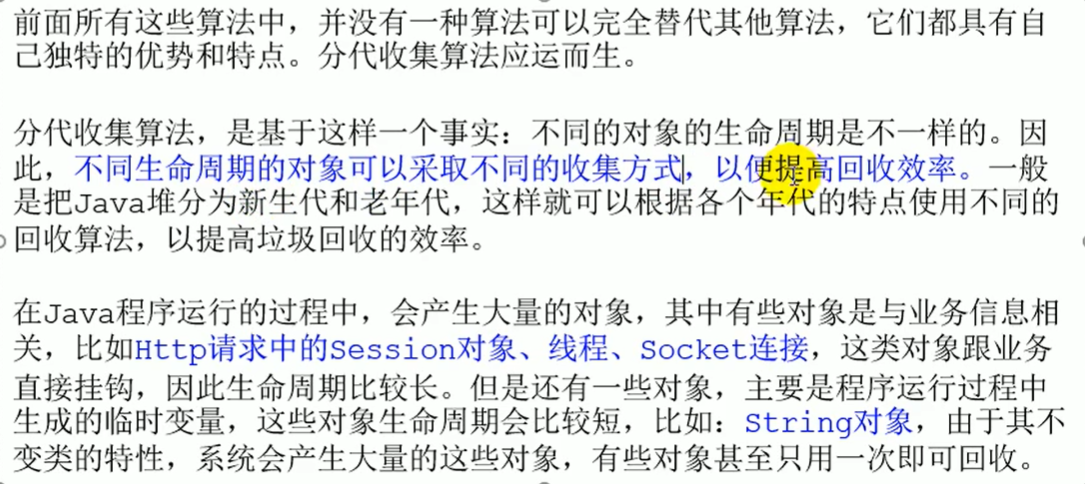 前面所有这些算法中，并没有一种算法可以完全替代其他算法，它们都具有自
己独特的优势和特点。分代收集算法应运而生。
分代收集算法，是基于这样一个事实：不同的对象的生命周期是不一样的。因
此，不同生命周期的对象可以采取不同的收集方式，以便提高回收效率。一般
是把Java堆分为新生代和老年代，这样就可以根据各个年代的特点使用不同的
回收算法，以提高垃圾回收的效率。
在Java程序运行的过程中，会产生大量的对象，其中有些对象是与业务信息相
关，比如Http请求中的Session对象、线程、Socket连接，这类对象跟业务
直接挂钩，因此生命周期比较长。但是还有一些对象，主要是程序运行过程中
生成的临时变量，这些对象生命周期会比较短，比如：String对象，由于其不
变类的特性，系统会产生大量的这些对象，有些对象甚至只用一次即可回收。